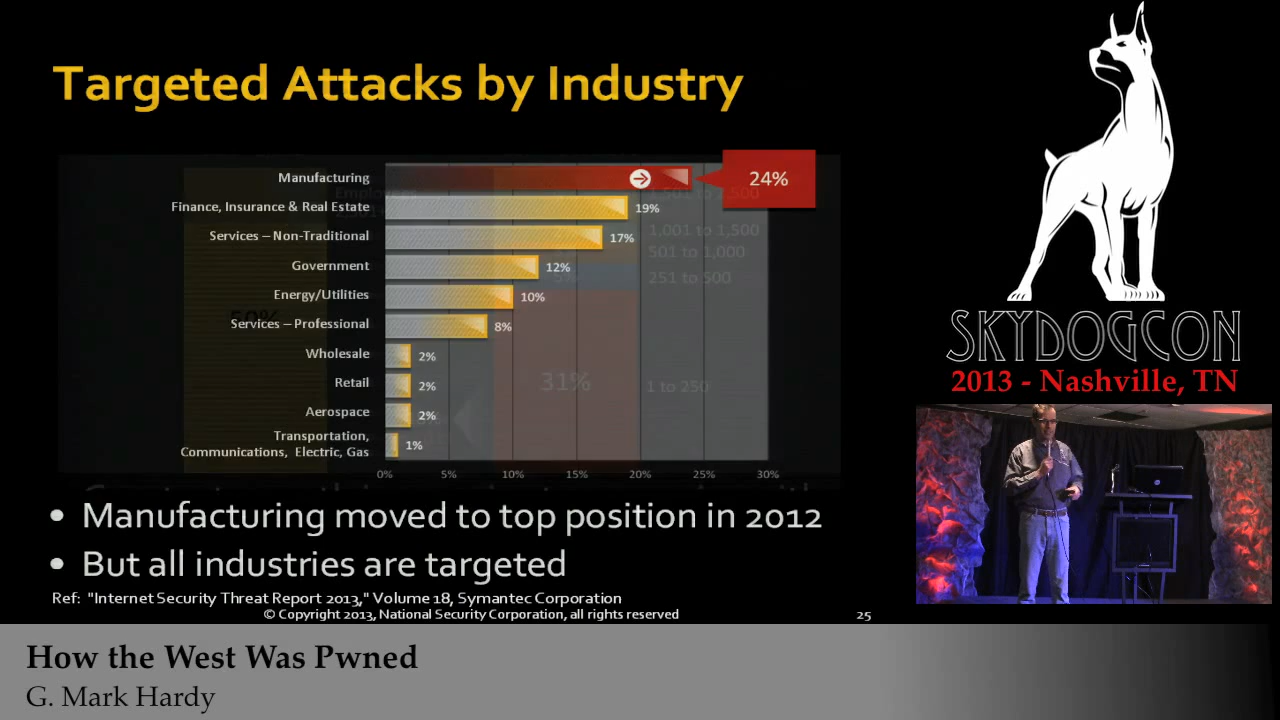 Targeted Attacks by Industry
Manufacturing
24%
Finance, Insurance & Real Estate
19%
Services – Non-Traditional
17%
Government
12%
Energy/Utilities
10%
Services – Professional
8%
Wholesale
2%
Retail
2%
Aerospace
2%
Transportation,
Communications, Electric, Gas
1%
0% 5% 10% 15% 20% 25% 30%
1,001 to 1,500
501 to 1,000
251 to 500
50%
31%
1 to 250
• Manufacturing moved to top position in 2012
• But all industries are targeted
Ref: "Internet Security Threat Report 2013," Volume 18, Symantec Corporation
© Copyright 2013, National Security Corporation, all rights reserved
25
SKYDOGCON
2013 - Nashville, TN
How the West Was Pwned
G. Mark Hardy